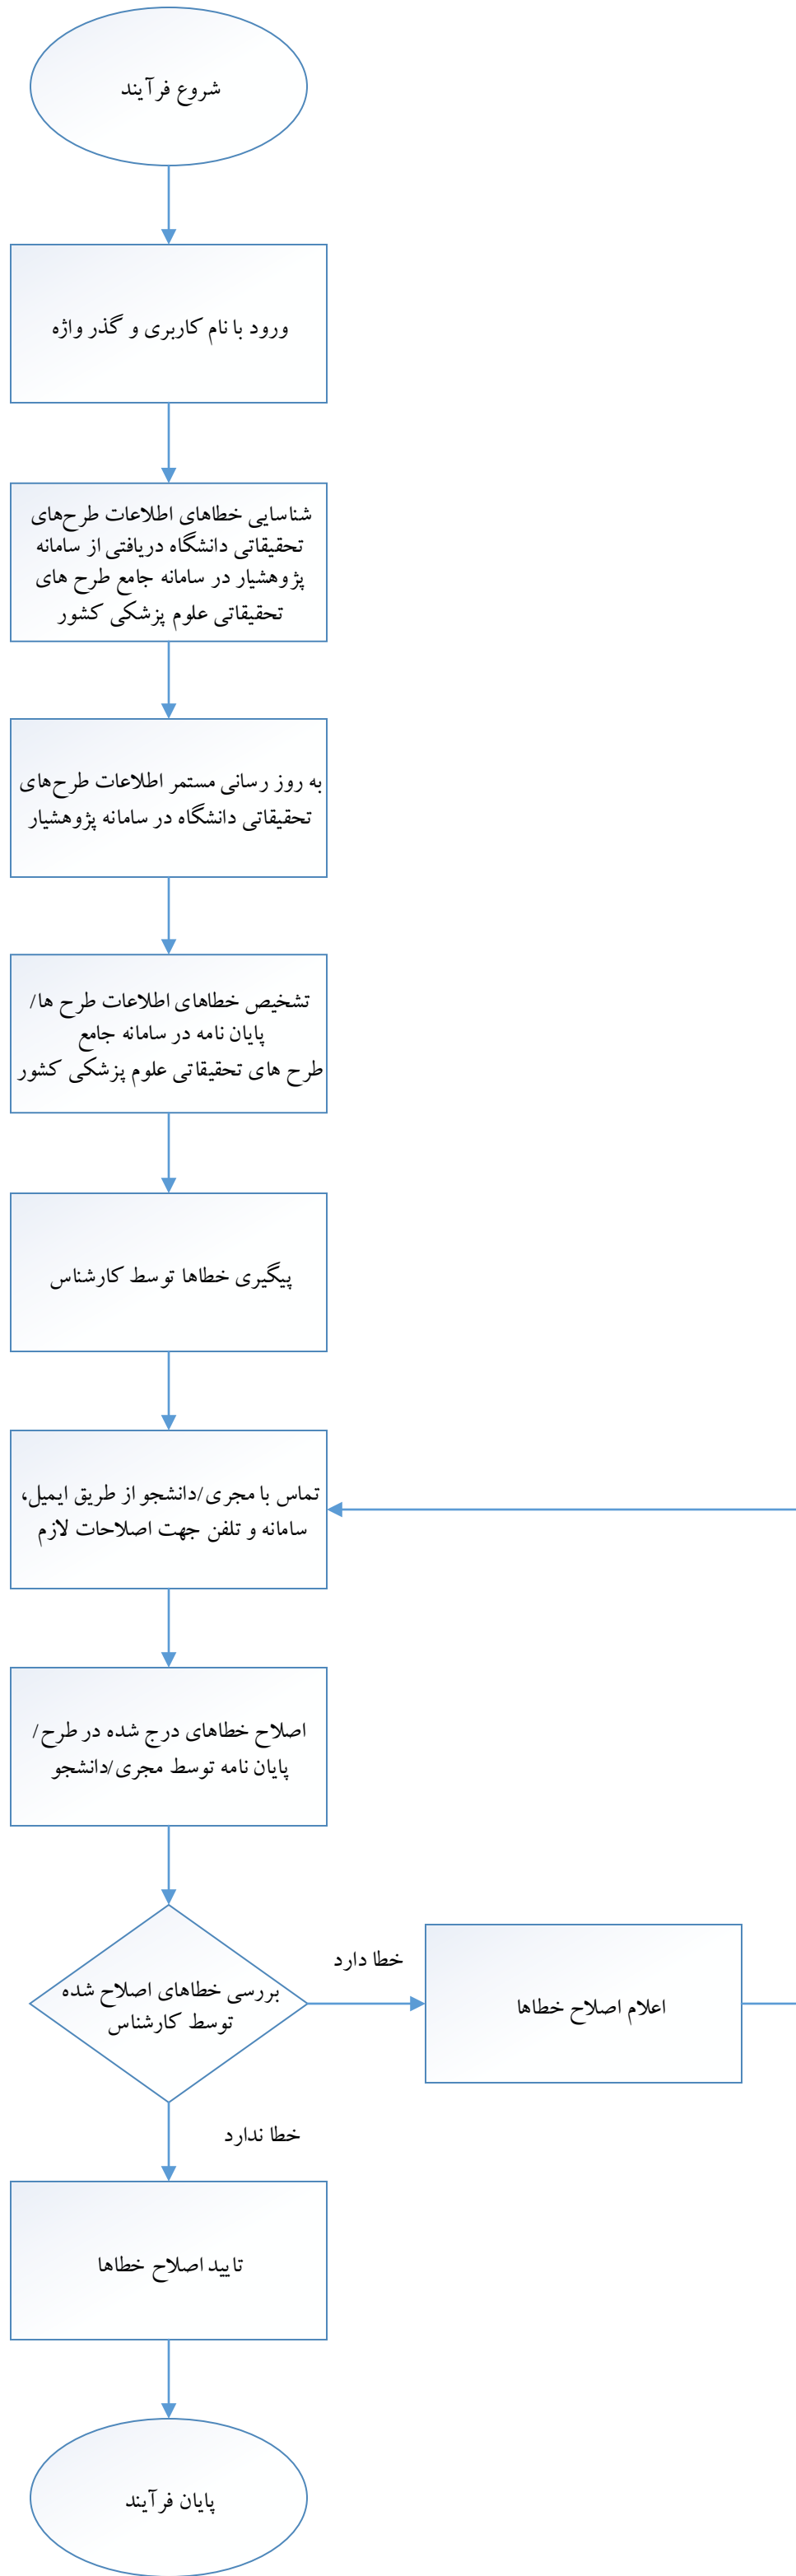 شروع فرآیند
ورود با نام کاربری و گذر واژه
شناسایی خطاهای اطلاعات طرح‌های
تحقیقاتی دانشگاه دریافتی از سامانه
پژوهشیار در سامانه جامع طرح های
تحقیقاتی علوم پزشکی کشور
به روز رسانی مستمر اطلاعات طرح‌های
تحقیقاتی دانشگاه در سامانه پژوهشیار
تشخیص خطاهای اطلاعات طرح ها/
پایان نامه در سامانه جامع
طرح های تحقیقاتی علوم پزشکی کشور
پیگیری خطاها توسط کارشناس
تماس با مجری/دانشجو از طریق ایمیل،
سامانه و تلفن جهت اصلاحات لازم
اصلاح خطاهای درج شده در طرح/
پایان نامه توسط مجری/دانشجو
بررسی خطاهای اصلاح شده
توسط کارشناس
خطا دارد
اعلام اصلاح خطاها
خطا ندارد
تایید اصلاح خطاها
پایان فرآیند